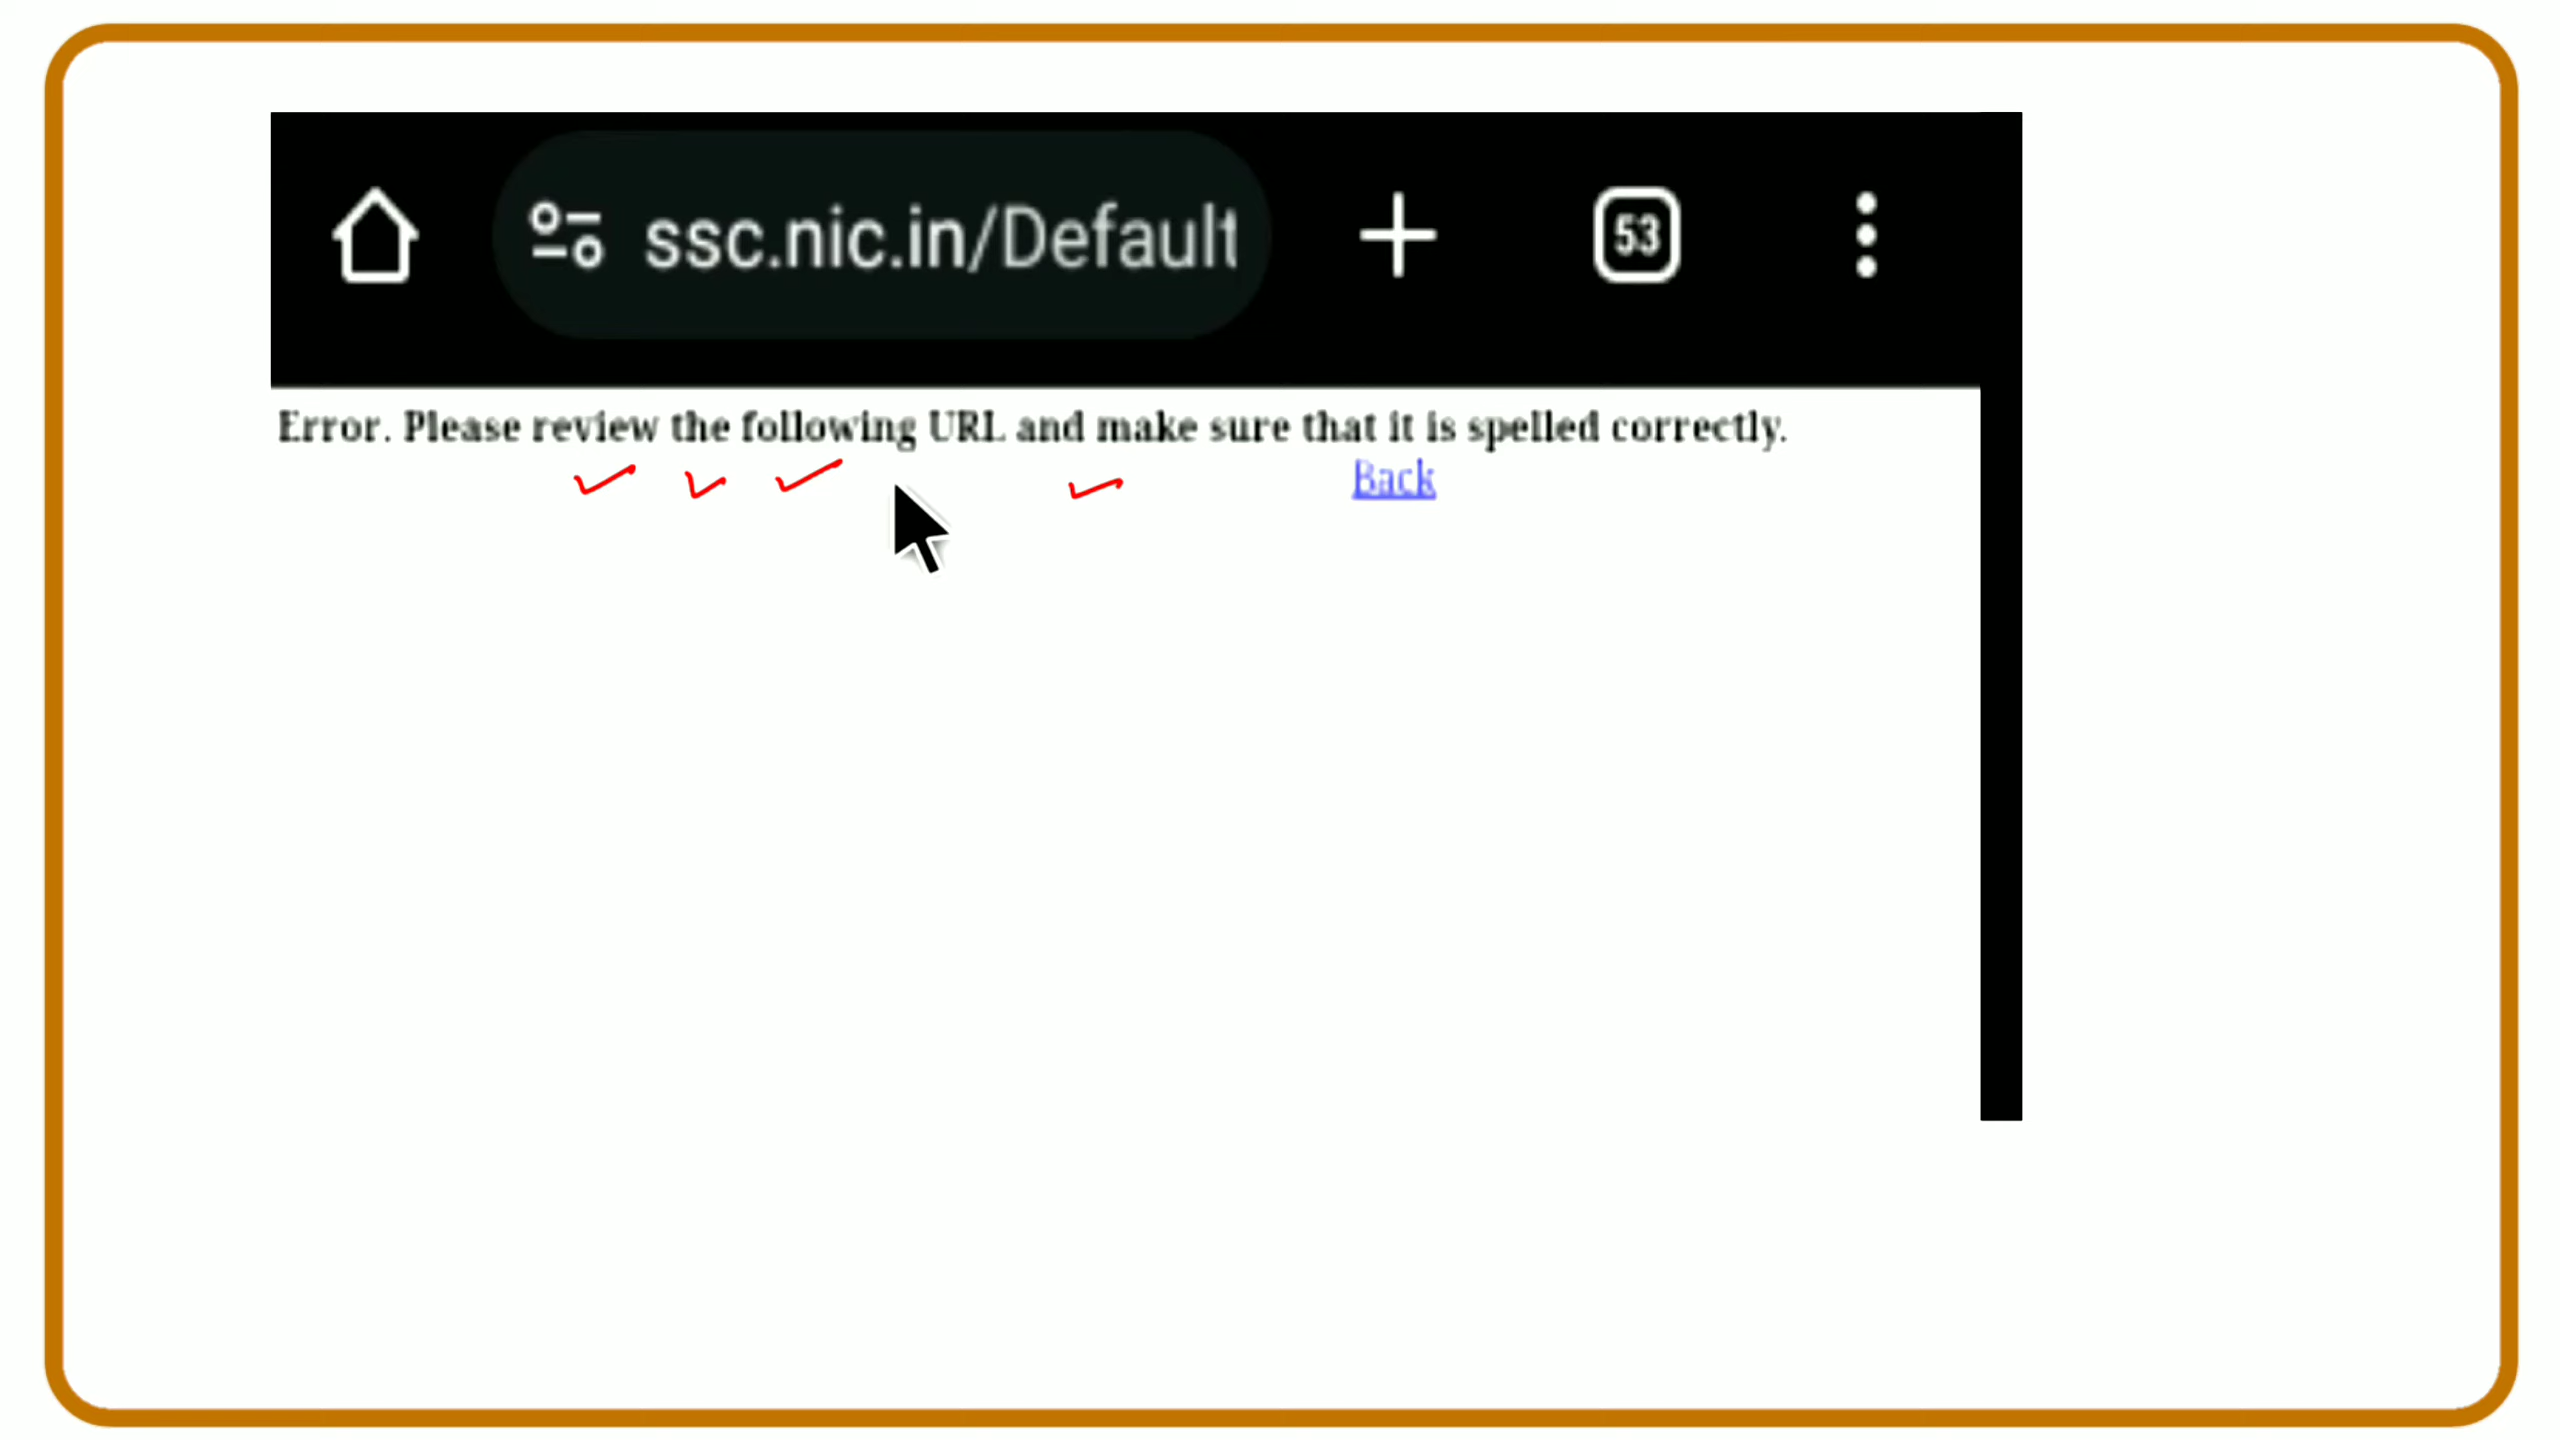 ssc.nic.in/Default
53
Error. Please review the following URL and make sure that it is spelled correctly.
Back